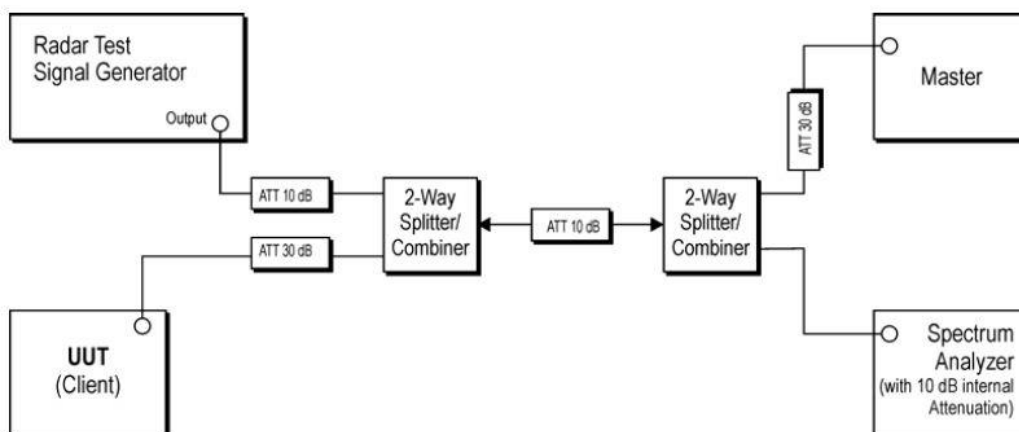 Radar Test
Signal Generator
Output
ATT 10 dB
2-Way
Splitter/
Combiner
ATT 30 dB
UUT
(Client)
ATT 10 dB
2-Way
Splitter/
Combiner
ATT 30 dB
Master
Spectrum
Analyzer
(with 10 dB internal
Attenuation)